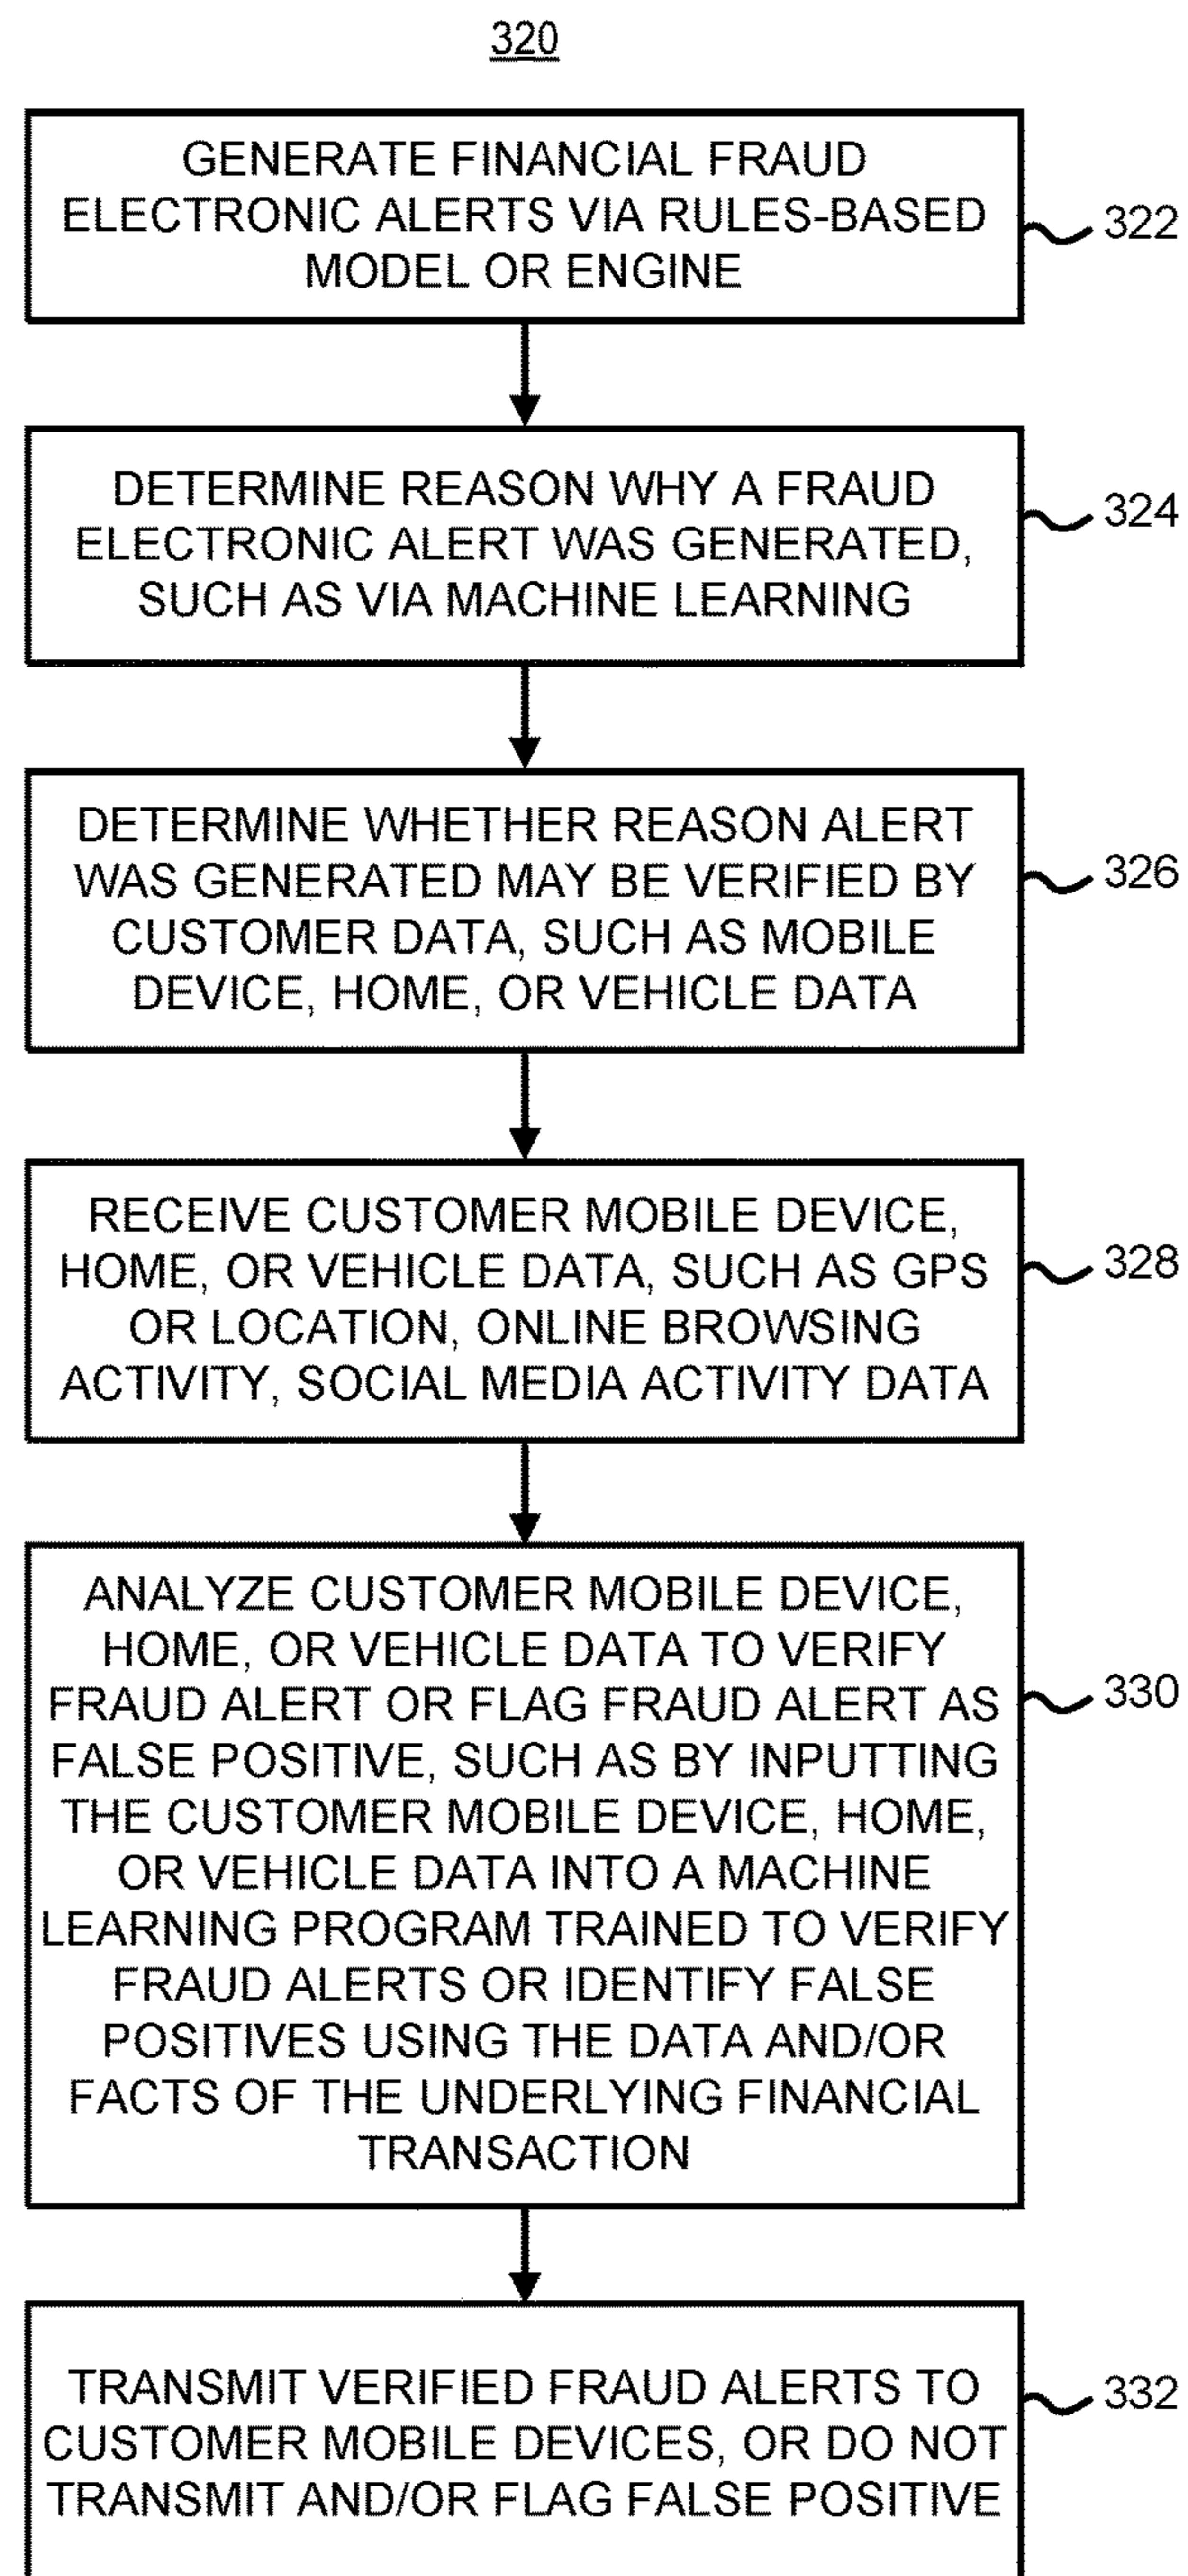 320
GENERATE FINANCIAL FRAUD
ELECTRONIC ALERTS VIA RULES-BASED
MODEL OR ENGINE
322
DETERMINE REASON WHY A FRAUD
ELECTRONIC ALERT WAS GENERATED,
SUCH AS VIA MACHINE LEARNING
324
DETERMINE WHETHER REASON ALERT
WAS GENERATED MAY BE VERIFIED BY
CUSTOMER DATA, SUCH AS MOBILE
DEVICE, HOME, OR VEHICLE DATA
326
RECEIVE CUSTOMER MOBILE DEVICE,
HOME, OR VEHICLE DATA, SUCH AS GPS
OR LOCATION, ONLINE BROWSING
ACTIVITY, SOCIAL MEDIA ACTIVITY DATA
328
ANALYZE CUSTOMER MOBILE DEVICE,
HOME, OR VEHICLE DATA TO VERIFY
FRAUD ALERT OR FLAG FRAUD ALERT AS
FALSE POSITIVE, SUCH AS BY INPUTTING
THE CUSTOMER MOBILE DEVICE, HOME,
OR VEHICLE DATA INTO A MACHINE
LEARNING PROGRAM TRAINED TO VERIFY
FRAUD ALERTS OR IDENTIFY FALSE
POSITIVES USING THE DATA AND/OR
FACTS OF THE UNDERLYING FINANCIAL
TRANSACTION
330
TRANSMIT VERIFIED FRAUD ALERTS TO
CUSTOMER MOBILE DEVICES, OR DO NOT
TRANSMIT AND/OR FLAG FALSE POSITIVE
332